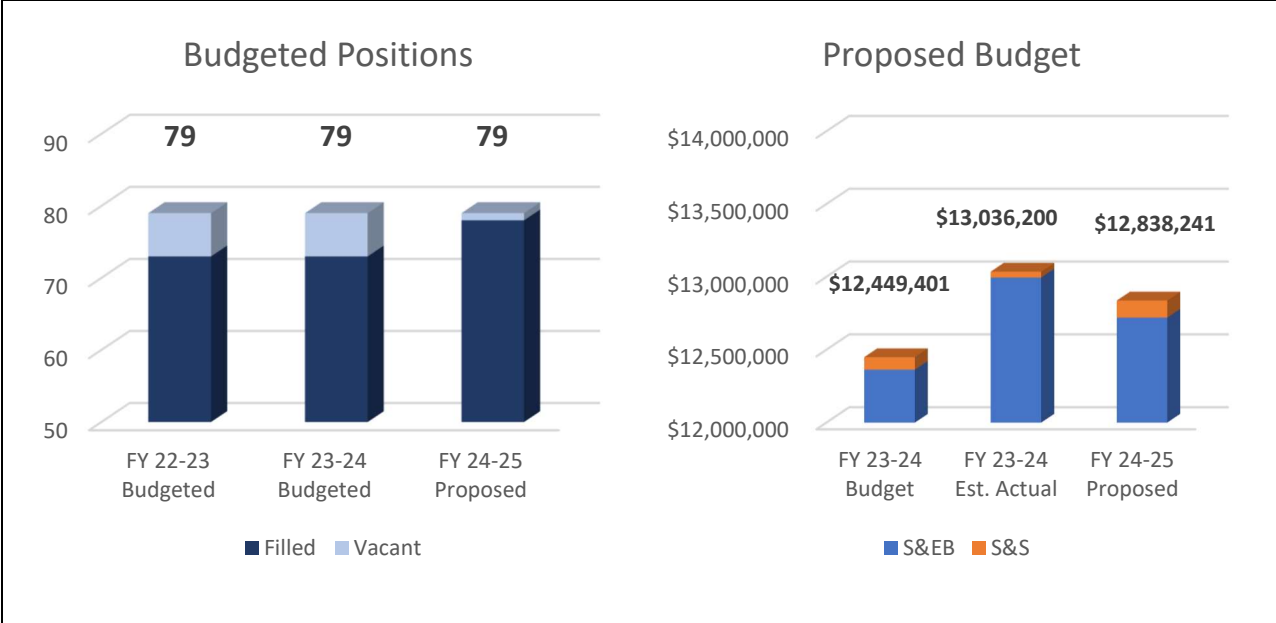 Budgeted Positions
90
80
70
60
50
79
79
79
FY 22-23
Budgeted
FY 23-24
Budgeted
FY 24-25
Proposed
Filled
Vacant
Proposed Budget
$14,000,000
$13,500,000
$13,000,000
$12,500,000
$12,000,000
$12,449,401
$13,036,200
$12,838,241
FY 23-24
Budget
FY 23-24
Est. Actual
FY 24-25
Proposed
S&EB
S&S